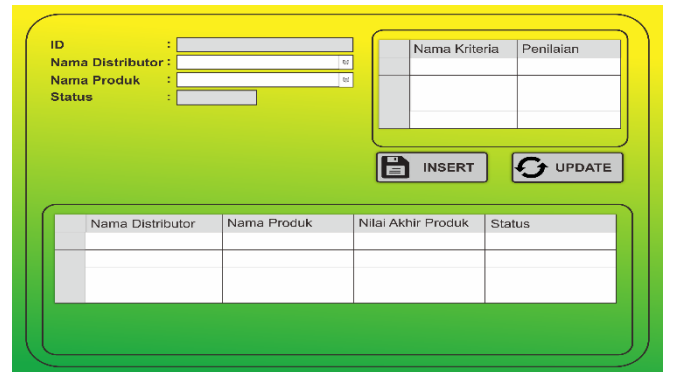 ID :
Nama Distributor :
Nama Produk :
Status :
Nama Kriteria Penilaian
INSERT UPDATE
Nama Distributor Nama Produk Nilai Akhir Produk Status